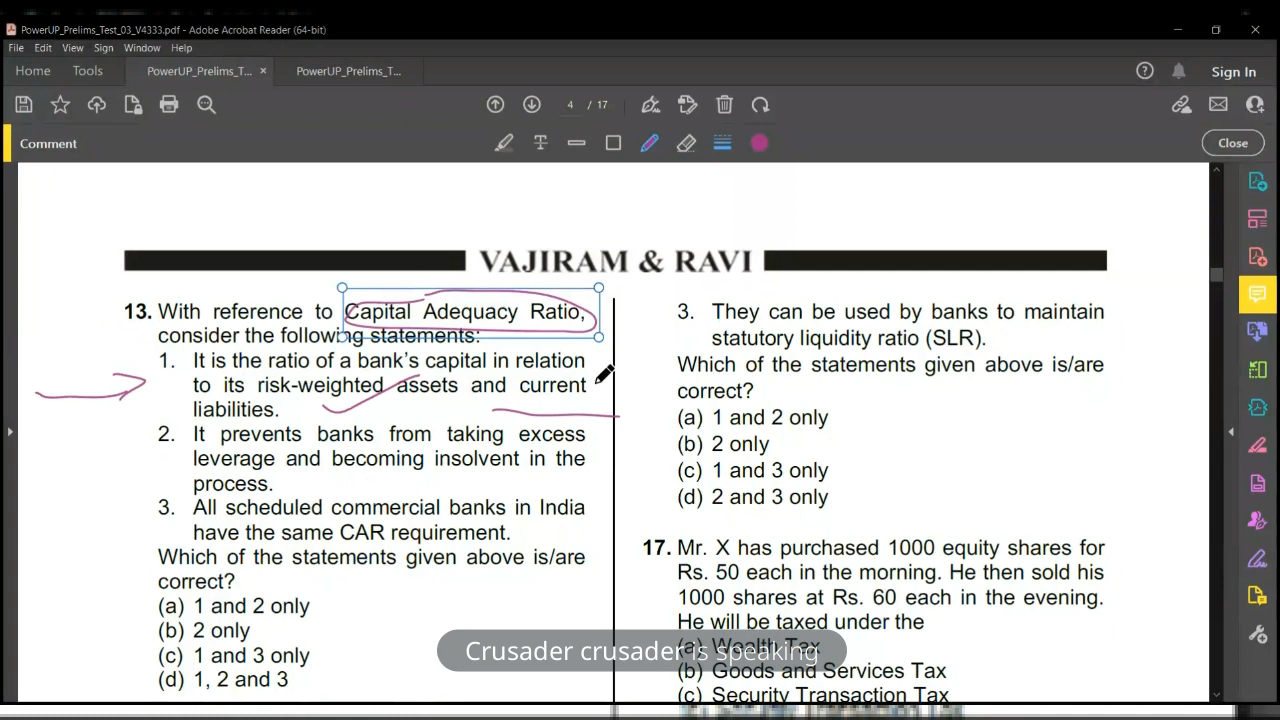 PowerUP_Prelims_Test_03_V4333.pdf - Adobe Acrobat Reader (64-bit)
File Edit View Sign Window Help
Home Tools PowerUP_Prelims_T... × PowerUP_Prelims_T... Sign In
4 / 17
Comment Close
VAJIRAM & RAVI
13. With reference to Capital Adequacy Ratio,
consider the following statements:
1. It is the ratio of a bank's capital in relation
to its risk-weighted assets and current
liabilities.
2. It prevents banks from taking excess
leverage and becoming insolvent in the
process.
3. All scheduled commercial banks in India
have the same CAR requirement.
Which of the statements given above is/are
correct?
(a) 1 and 2 only
(b) 2 only
(c) 1 and 3 only
(d) 1, 2 and 3
3. They can be used by banks to maintain
statutory liquidity ratio (SLR).
Which of the statements given above is/are
correct?
(a) 1 and 2 only
(b) 2 only
(c) 1 and 3 only
(d) 2 and 3 only
17. Mr. X has purchased 1000 equity shares for
Rs. 50 each in the morning. He then sold his
1000 shares at Rs. 60 each in the evening.
He will be taxed under the
(a) Wealth Tax
(b) Goods and Services Tax
(c) Security Transaction Tax
Crusader crusader is speaking